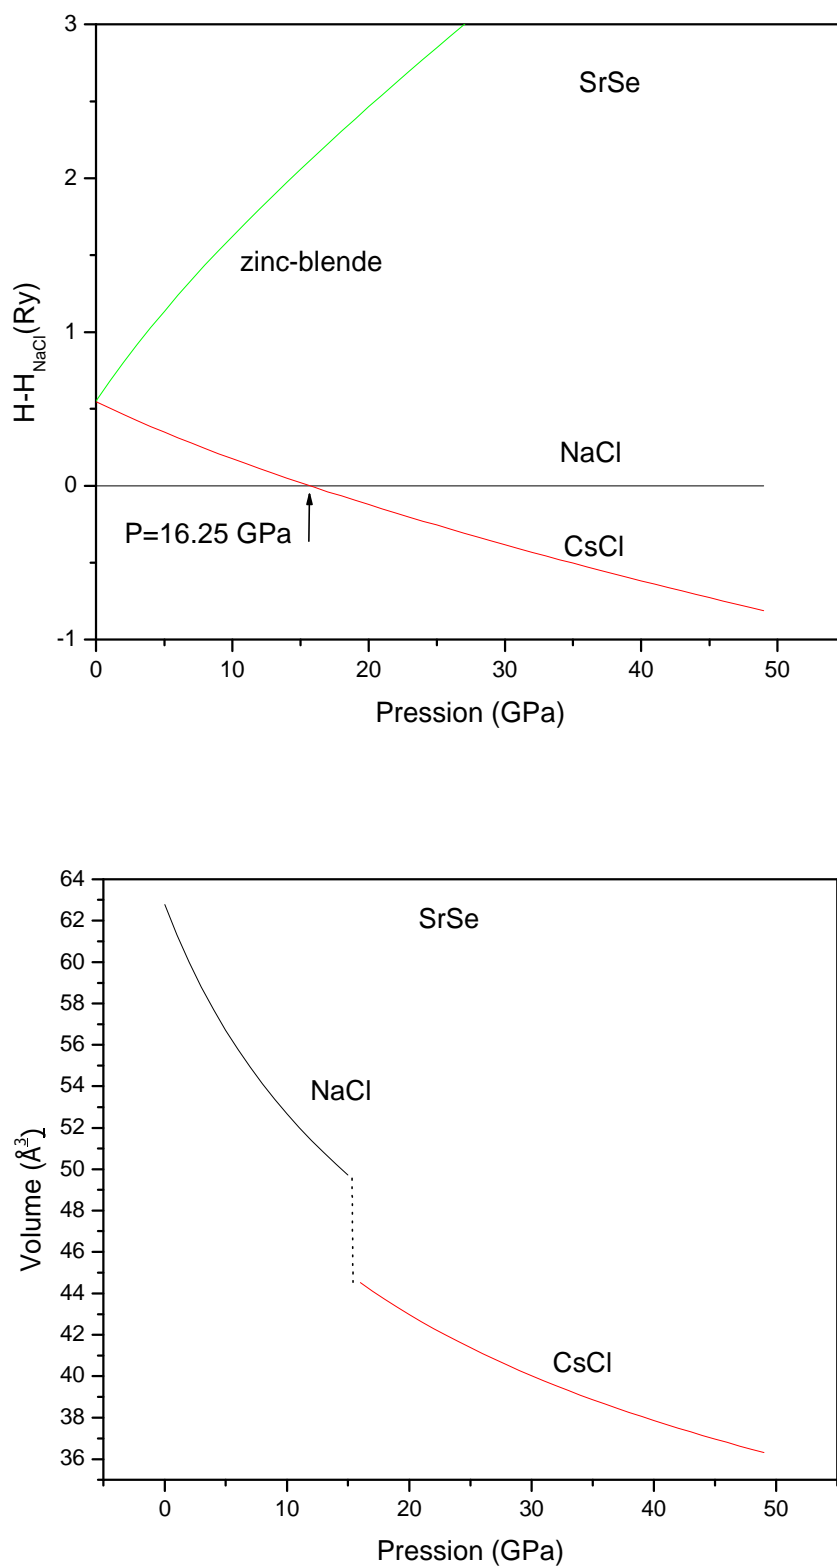 3
SrSe
2
zinc-blende
H-H_NaCl(Ry)
1
NaCl
0
P=16.25 GPa
CsCl
-1
0 10 20 30 40 50
Pression (GPa)
64
SrSe
62
60
58
56
54
NaCl
52
50
Volume (Å³)
48
46
44
42
CsCl
40
38
36
0 10 20 30 40 50
Pression (GPa)